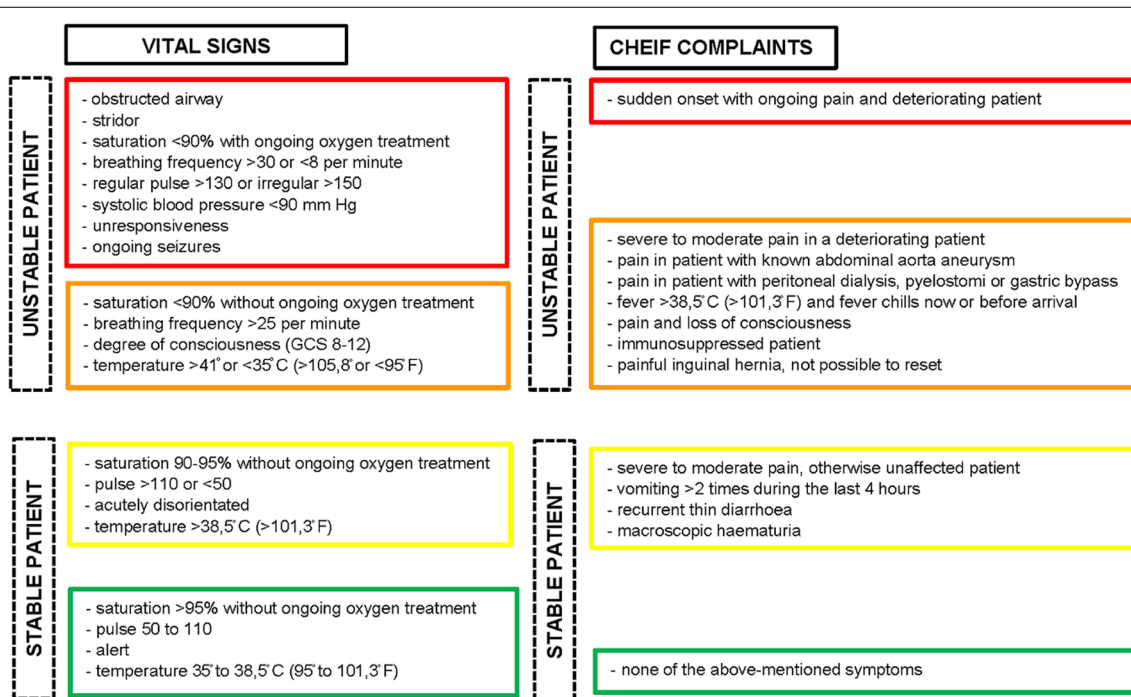 VITAL SIGNS
UNSTABLE PATIENT
- obstructed airway
- stridor
- saturation <90% with ongoing oxygen treatment
- breathing frequency >30 or <8 per minute
- regular pulse >130 or irregular >150
- systolic blood pressure <90 mm Hg
- unresponsiveness
- ongoing seizures
- saturation <90% without ongoing oxygen treatment
- breathing frequency >25 per minute
- degree of consciousness (GCS 8-12)
- temperature >41° or <35°C (>105,8° or <95°F)
STABLE PATIENT
- saturation 90-95% without ongoing oxygen treatment
- pulse >110 or <50
- acutely disorientated
- temperature >38,5°C (>101,3°F)
- saturation >95% without ongoing oxygen treatment
- pulse 50 to 110
- alert
- temperature 35° to 38,5°C (95° to 101,3°F)
CHEIF COMPLAINTS
UNSTABLE PATIENT
- sudden onset with ongoing pain and deteriorating patient
- severe to moderate pain in a deteriorating patient
- pain in patient with known abdominal aorta aneurysm
- pain in patient with peritoneal dialysis, pyelostomi or gastric bypass
- fever >38,5°C (>101,3°F) and fever chills now or before arrival
- pain and loss of consciousness
- immunosuppressed patient
- painful inguinal hernia, not possible to reset
STABLE PATIENT
- severe to moderate pain, otherwise unaffected patient
- vomiting >2 times during the last 4 hours
- recurrent thin diarrhoea
- macroscopic haematuria
- none of the above-mentioned symptoms